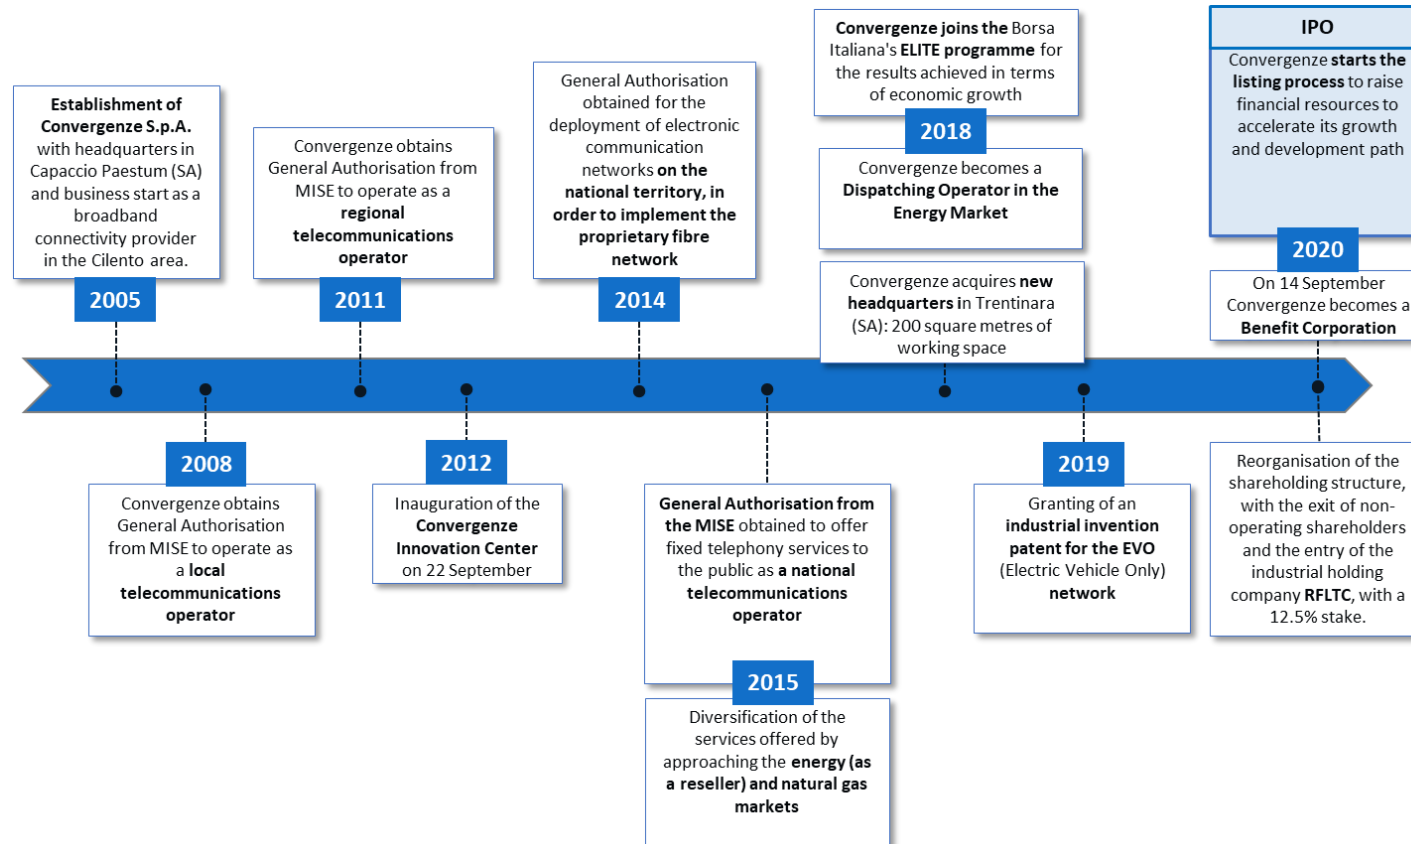 Establishment of
Convergenze S.p.A.
with headquarters in
Capaccio Paestum (SA)
and business start as a
broadband
connectivity provider
in the Cilento area.
2005
Convergenze obtains
General Authorisation from
MISE to operate as a
regional
telecommunications
operator
2011
General Authorisation
obtained for the
deployment of electronic
communication
networks on the
national territory, in
order to implement the
proprietary fibre
network
2014
Convergenze joins the Borsa
Italiana's ELITE programme for
the results achieved in terms
of economic growth
2018
Convergenze becomes a
Dispatching Operator in the
Energy Market
Convergenze acquires new
headquarters in Trentinara
(SA): 200 square metres of
working space
IPO
Convergenze starts the
listing process to raise
financial resources to
accelerate its growth
and development path
2020
On 14 September
Convergenze becomes a
Benefit Corporation
2008
Convergenze obtains
General Authorisation
from MISE to operate as
a local
telecommunications
operator
2012
Inauguration of the
Convergenze
Innovation Center
on 22 September
General Authorisation from
the MISE obtained to offer
fixed telephony services to
the public as a national
telecommunications
operator
2015
Diversification of the
services offered by
approaching the energy (as
a reseller) and natural gas
markets
2019
Granting of an
industrial invention
patent for the EVO
(Electric Vehicle Only)
network
Reorganisation of the
shareholding structure,
with the exit of non-
operating shareholders
and the entry of the
industrial holding
company RFLTC, with a
12.5% stake.